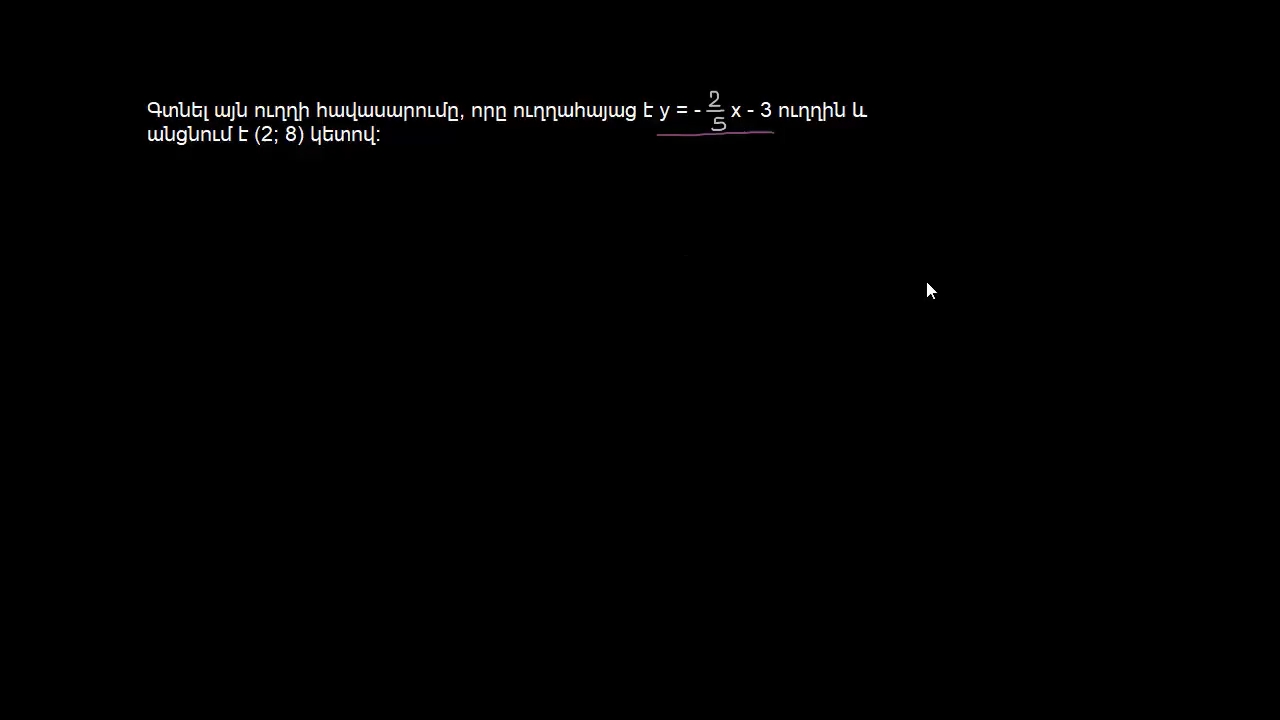 Գտնել այն ուղղի հավասարումը, որը ուղղահայաց է y = - 2/5 x - 3 ուղղին և
անցնում է (2; 8) կետով: